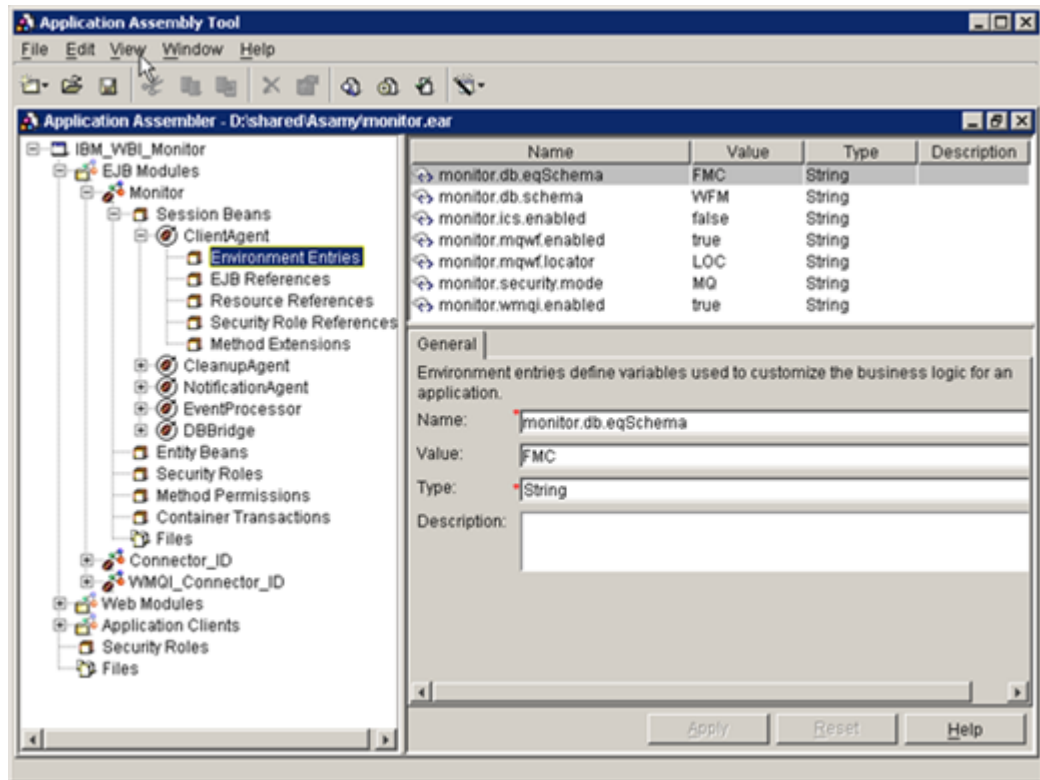 Application Assembly Tool
File Edit View Window Help
Application Assembler - D:\shared\Asamy\monitor.ear
IBM_WBI_Monitor
EJB Modules
Monitor
Session Beans
ClientAgent
Environment Entries
EJB References
Resource References
Security Role References
Method Extensions
CleanupAgent
NotificationAgent
EventProcessor
DBBridge
Entity Beans
Security Roles
Method Permissions
Container Transactions
Files
Connector_ID
WMQI_Connector_ID
Web Modules
Application Clients
Security Roles
Files
Name Value Type Description
monitor.db.eqSchema FMC String
monitor.db.schema WFM String
monitor.ics.enabled false String
monitor.mqwf.enabled true String
monitor.mqwf.locator LOC String
monitor.security.mode MQ String
monitor.wmqi.enabled true String
General
Environment entries define variables used to customize the business logic for an
application.
Name: *monitor.db.eqSchema
Value: FMC
Type: *String
Description:
Apply Reset Help